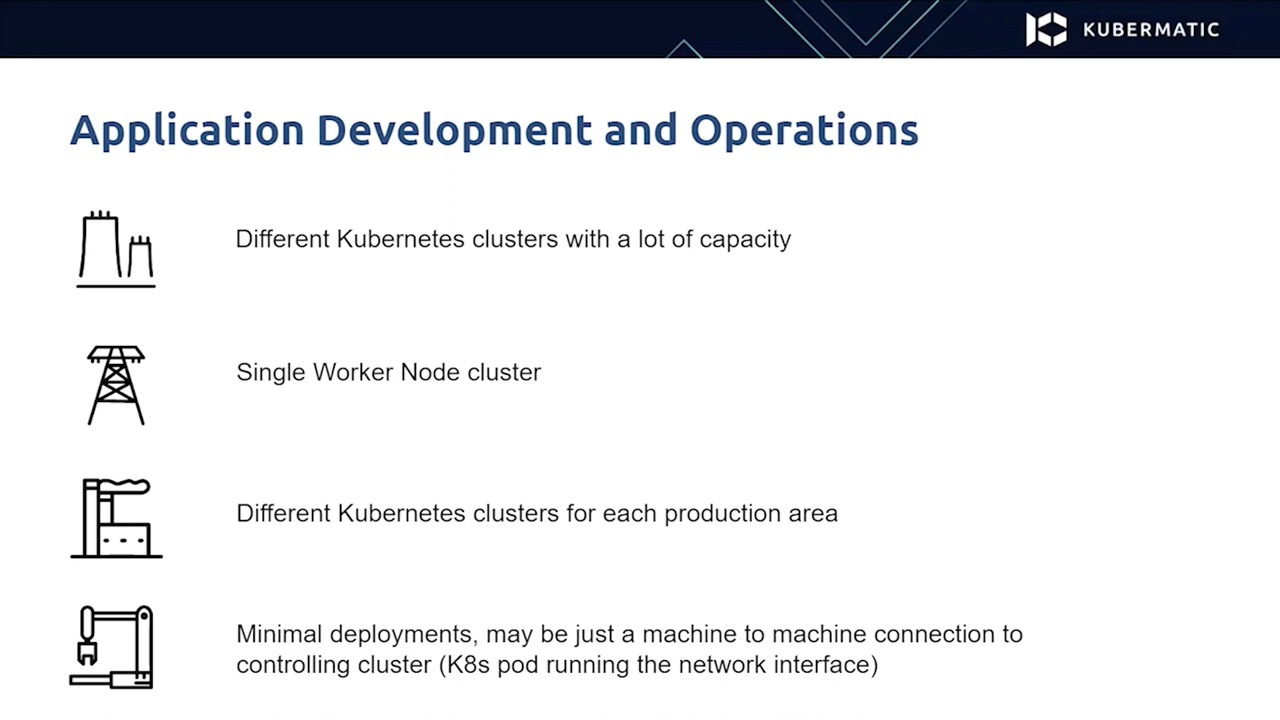 KUBERMATIC
Application Development and Operations
Different Kubernetes clusters with a lot of capacity
Single Worker Node cluster
Different Kubernetes clusters for each production area
Minimal deployments, may be just a machine to machine connection to
controlling cluster (K8s pod running the network interface)